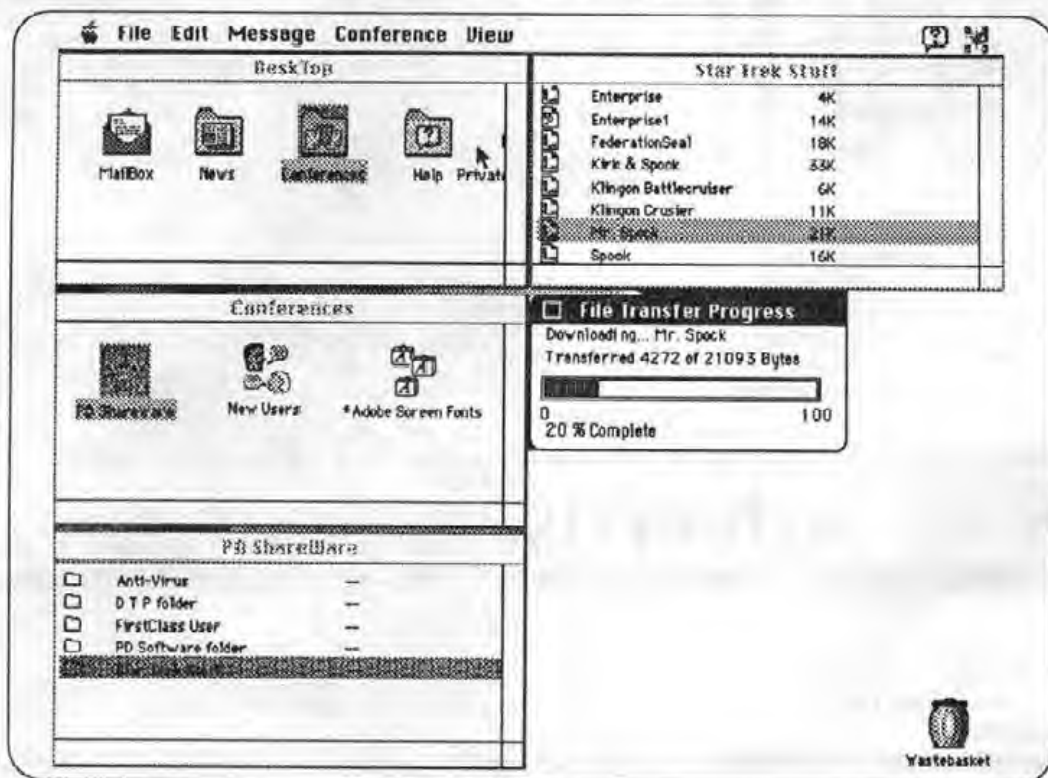 File Edit Message Conference View
DeskTop
MailBox
News
Conferences
Help
Private
Star Trek Stuff
Enterprise 4K
Enterprise1 14K
FederationSeal 18K
Kirk & Spock 33K
Klingon Battlecruiser 6K
Klingon Crusier 11K
Mr. Spock 21K
Spock 16K
Conferences
PD Shareware
New Users
*Adobe Screen Fonts
File Transfer Progress
Downloading... Mr. Spock
Transferred 4272 of 21093 Bytes
0 100
20 % Complete
PD ShareWare
Anti-Virus ---
D T P folder ---
FirstClass User ---
PD Software folder ---
Wastebasket